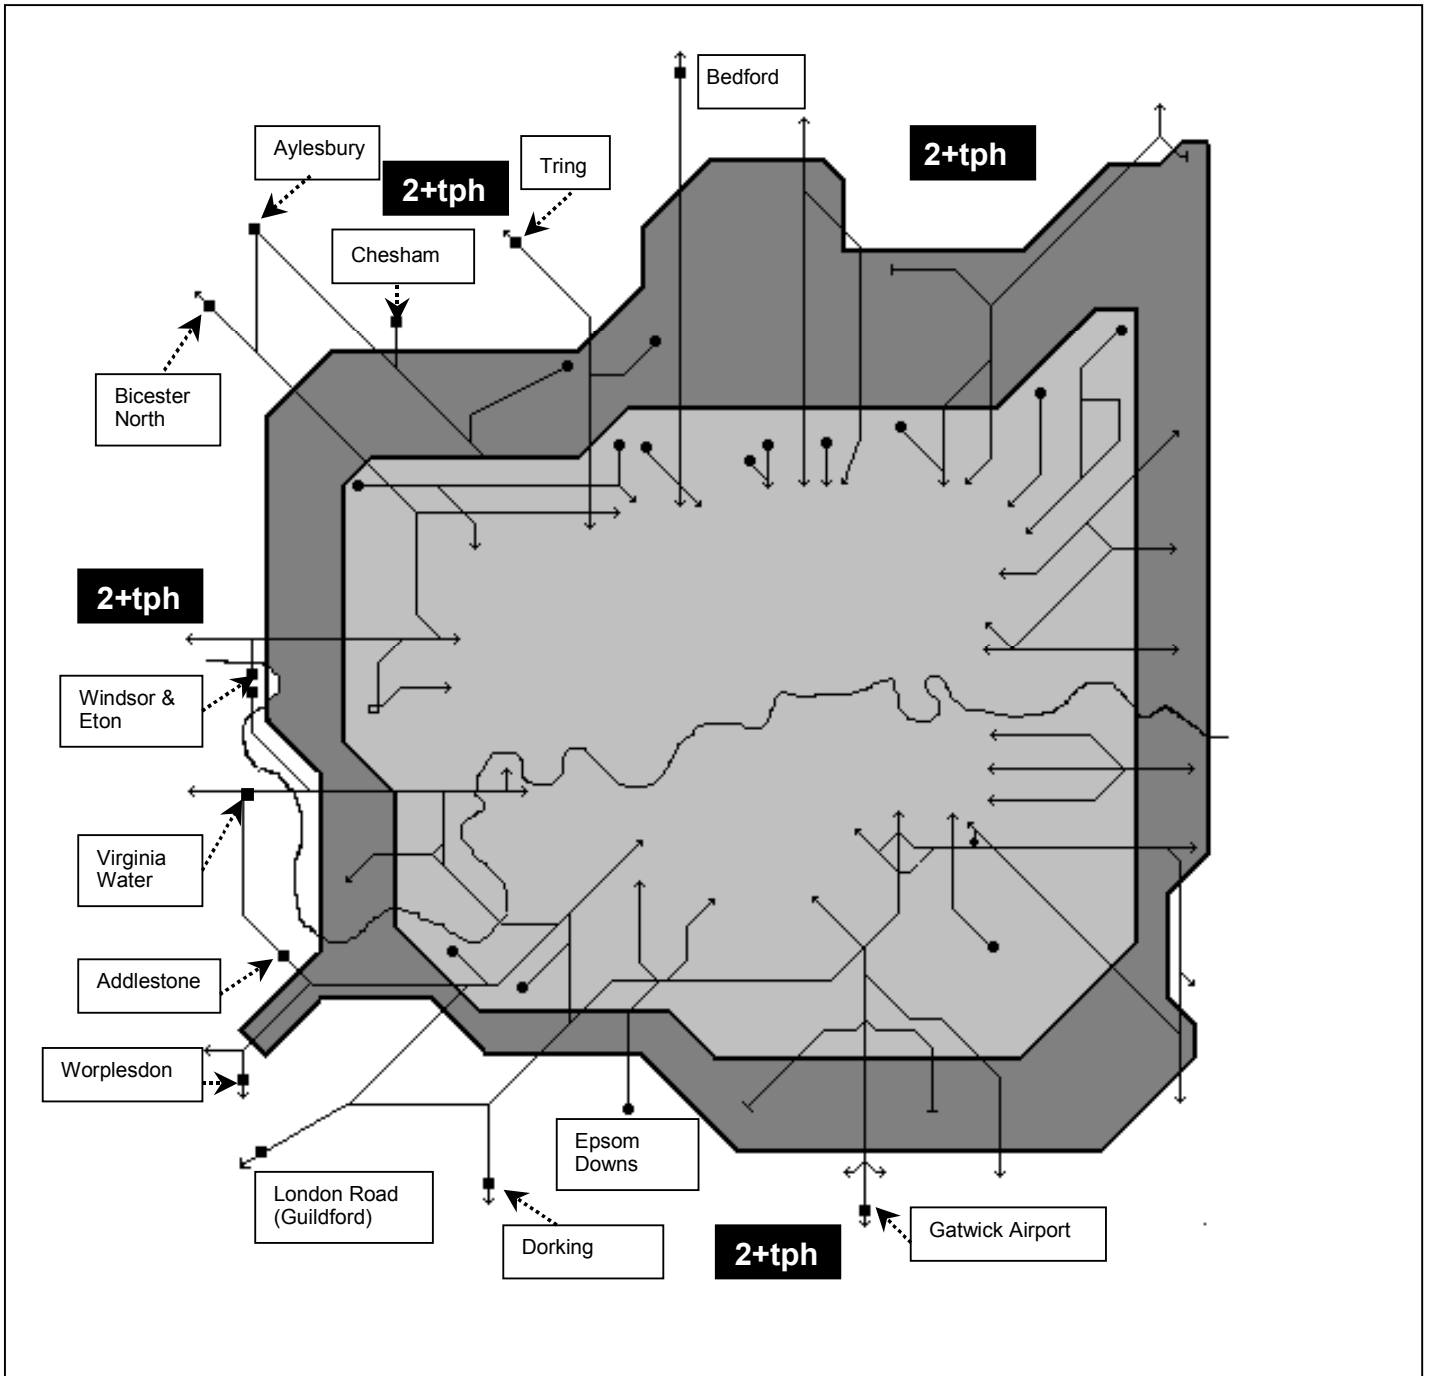 Bedford
Aylesbury
2+tph
Tring
2+tph
Chesham
Bicester
North
2+tph
Windsor &
Eton
Virginia
Water
Addlestone
Worplesdon
Epsom
Downs
London Road
(Guildford)
Dorking
2+tph
Gatwick Airport